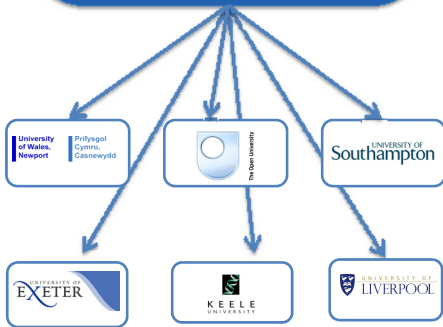 University
of Wales,
Newport
Prifysgol
Cymru,
Casnewydd
The Open University
UNIVERSITY OF
Southampton
UNIVERSITY OF
EXETER
KEELE
UNIVERSITY
UNIVERSITY OF
LIVERPOOL